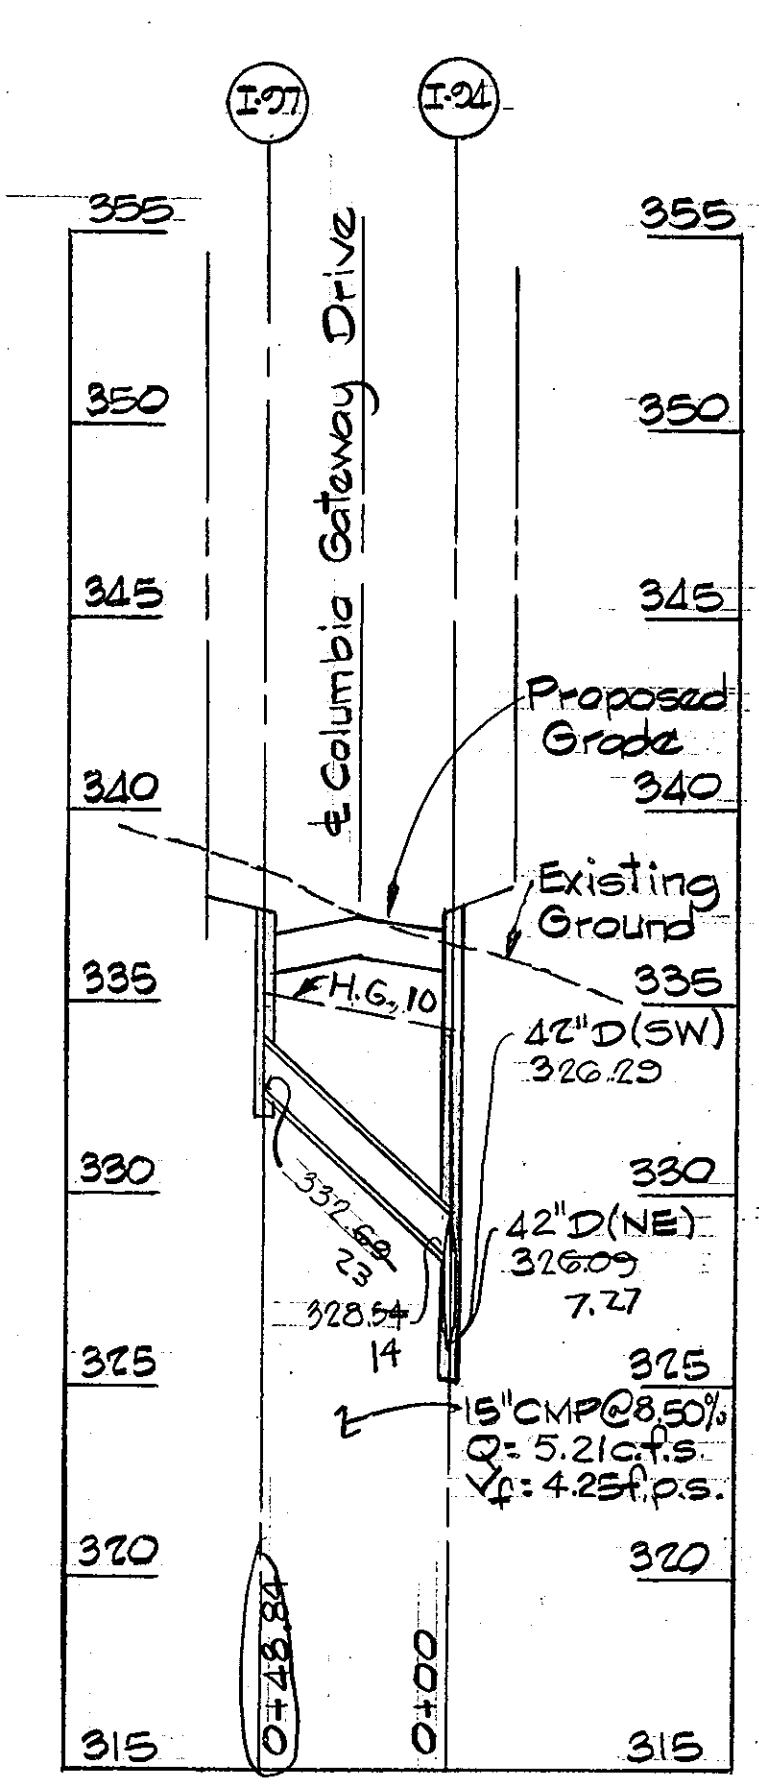 I-97
I-94
355
355
350
350
345
345
340
340
335
335
330
330
325
325
320
320
315
315
℄ Columbia Gateway Drive
Proposed
Grade
Existing
Ground
H.G., 10
42"D(SW)
326.29
42"D(NE)
326.09
7.27
332.69
23
328.54
14
15"CMP@8.50%
Q=5.21c.f.s.
Vf=4.25f.p.s.
0+48.84
0+00